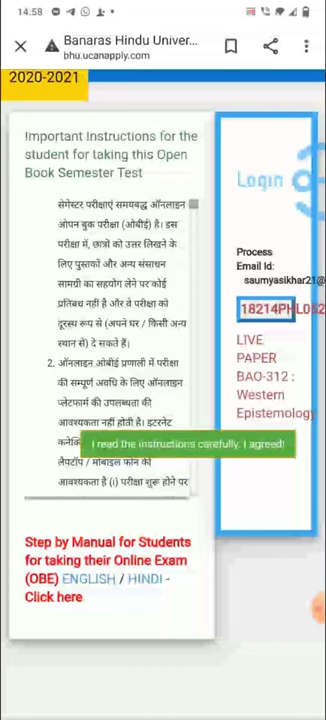 14:58
Banaras Hindu Univer...
bhu.ucanapply.com
2020-2021
Important Instructions for the
student for taking this Open
Book Semester Test
सेमेस्टर परीक्षाएं समयबद्ध ऑनलाइन
ओपन बुक परीक्षा (ओबीई) है। इस
परीक्षा में, छात्रों को उत्तर लिखने के
लिए पुस्तकों और अन्य संसाधन
सामग्री का सहयोग लेने पर कोई
प्रतिबंध नहीं है और वे परीक्षा को
दूरस्थ रूप से (अपने घर / किसी अन्य
स्थान से) दे सकते हैं।
2. ऑनलाइन ओबीई प्रणाली में परीक्षा
की सम्पूर्ण अवधि के लिए ऑनलाइन
प्लेटफार्म की उपलब्धता की
आवश्यकता नहीं होती है। इंटरनेट
I read the instructions carefully. I agreed!
लैपटॉप / मोबाइल फोन की
आवश्यकता है (i) परीक्षा शुरू होने पर
Step by Manual for Students
for taking their Online Exam
(OBE) ENGLISH / HINDI -
Click here
Login
Process
Email Id:
saumyasikhar21@
18214PHL052
LIVE
PAPER
BAO-312 :
Western
Epistemology